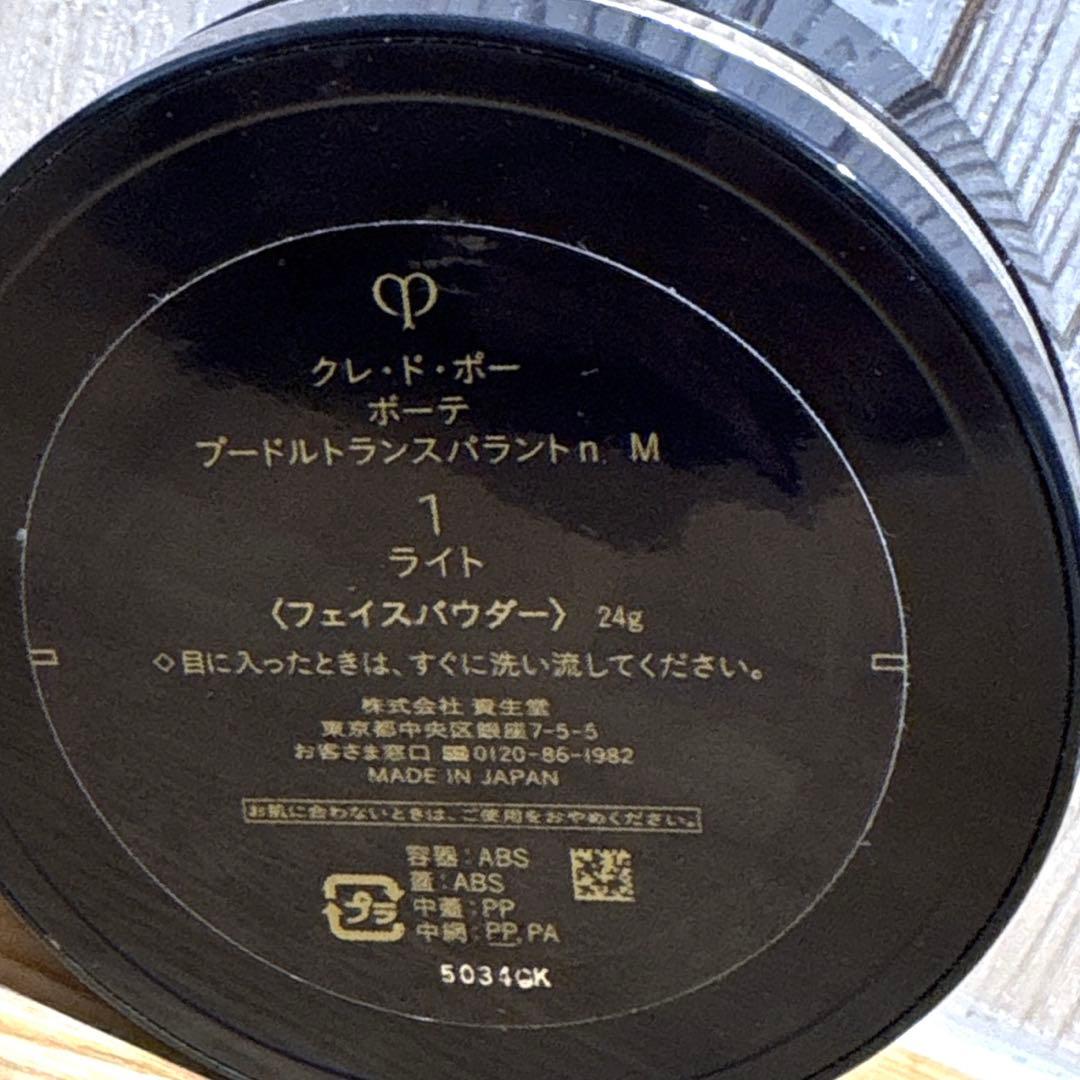 クレ・ド・ポー
ボーテ
プードルトランスパラントn. M
1
ライト
〈フェイスパウダー〉 24g
◇目に入ったときは、すぐに洗い流してください。
株式会社 資生堂
東京都中央区銀座7-5-5
お客さま窓口 0120-86-1982
MADE IN JAPAN
お肌に合わないときは、ご使用をおやめください。
容器:ABS
蓋:ABS
中蓋:PP
中網:PP,PA
プラ
5034GK